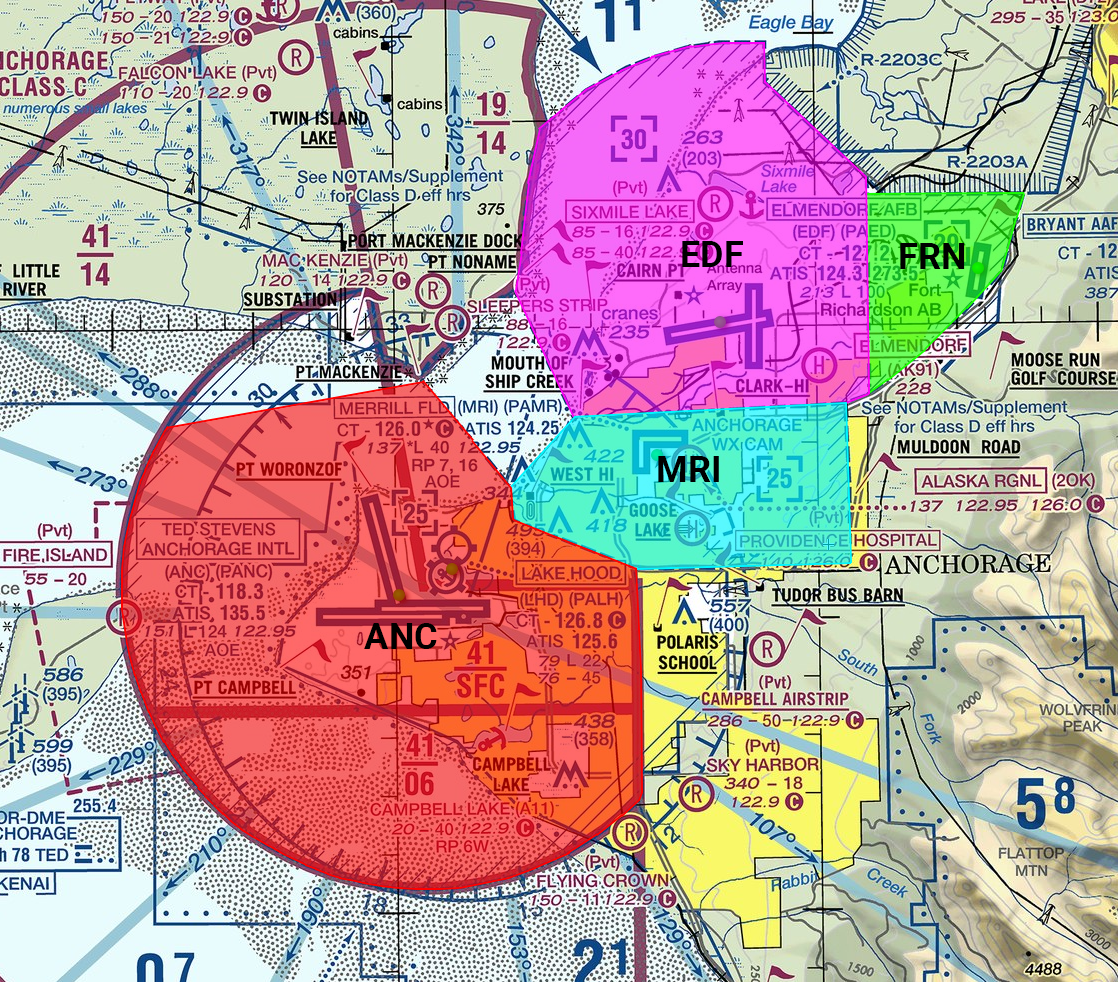 150 – 20 122.9 C
150 – 21 122.9 C
(360)
cabins
11
Eagle Bay
295 – 35 123.0
NCHORAGE
CLASS C
FALCON LAKE (Pvt)
110 – 20 122.9 C
R
R-2203C
numerous small lakes
cabins
TWIN ISLAND
LAKE
19
14
30
263
(203)
317°
342°
R-2203A
See NOTAMs/Supplement
for Class D eff hrs
375
(Pvt)
Sixmile
Lake
SIXMILE LAKE
R
85 – 16 122.9 C
85 – 40 122.9
ELMENDORF AFB
(EDF) (PAED)
BRYANT AAF
41
14
PORT MACKENZIE DOCK
PT NONAME
MAC KENZIE (Pvt)
120 – 14 122.9 C
EDF
CAIRN PT
Antenna
Array
CT – 127.2
ATIS 124.3 273.5
213 L 100
FRN
Fort
Richardson AB
CT – 12
ATIS
387
LITTLE
RIVER
SUBSTATION
R
(Pvt)
SLEEPERS STRIP
88 – 16
122.9 C
R
cranes
235
ELMENDORF
(AK91)
228
PT MACKENZIE
MOUTH OF
SHIP CREEK
H
CLARK-HI
MOOSE RUN
GOLF COURSE
288°
30
MERRILL FLD (MRI) (PAMR)
CT – 126.0 * C ATIS 124.25
137 *L 40 122.95
RP 7, 16
AOE
ANCHORAGE
WX CAM
See NOTAMs/Supplement
for Class D eff hrs
MULDOON ROAD
273°
PT WORONZOF
422
WEST HI
MRI
25
ALASKA RGNL (2OK)
137 122.95 126.0 C
25
GOOSE
LAKE
418
(Pvt)
(Pvt)
FIRE ISLAND
55 – 20
TED STEVENS
ANCHORAGE INTL
(ANC) (PANC)
CT – 118.3
ATIS 135.5
151 L 124 122.95
AOE
(394)
PROVIDENCE HOSPITAL
C
ANCHORAGE
LAKE HOOD
(LHD) (PALH)
CT – 126.8 C
ATIS 125.6
79 L 22
76 – 45
TUDOR BUS BARN
R
ANC
557
(400)
POLARIS
SCHOOL
R
351
41
SFC
PT CAMPBELL
South
Fork
1000
2000
586
(395)
599
(395)
(Pvt)
CAMPBELL AIRSTRIP
286 – 50 122.9 C
WOLVERIN
PEAK
438
(358)
229°
41
06
CAMPBELL
LAKE
(Pvt)
SKY HARBOR
340 – 18
122.9 C
R
255.4
OR-DME
CHORAGE
h 78 TED
KENAI
CAMPBELL LAKE (A11)
20 – 40 122.9 C
RP 6W
5 8
R
107°
210°
(Pvt)
FLYING CROWN
150 – 11 122.9 C
Rabbit
Creek
FLATTOP
MTN
18
190°
153°
129°
21
0 7
1500
3000
4488